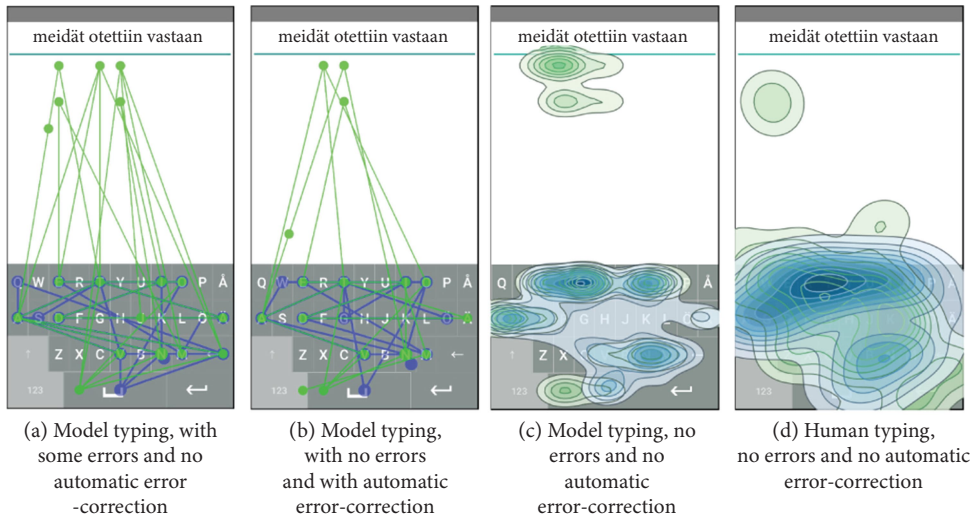 meidät otettiin vastaan
meidät otettiin vastaan
meidät otettiin vastaan
meidät otettiin vastaan
Q W R Y U P Å
F G H J K L Ö
↑ Z X C B N M
123
Q W R Y U P Å
S F H J K L
↑ Z X C B N ←
123
Q
G H J K L
↑ Z X
123
123
(a) Model typing, with
some errors and no
automatic error
-correction
(b) Model typing,
with no errors
and with automatic
error-correction
(c) Model typing, no
errors and no
automatic
error-correction
(d) Human typing,
no errors and no automatic
error-correction